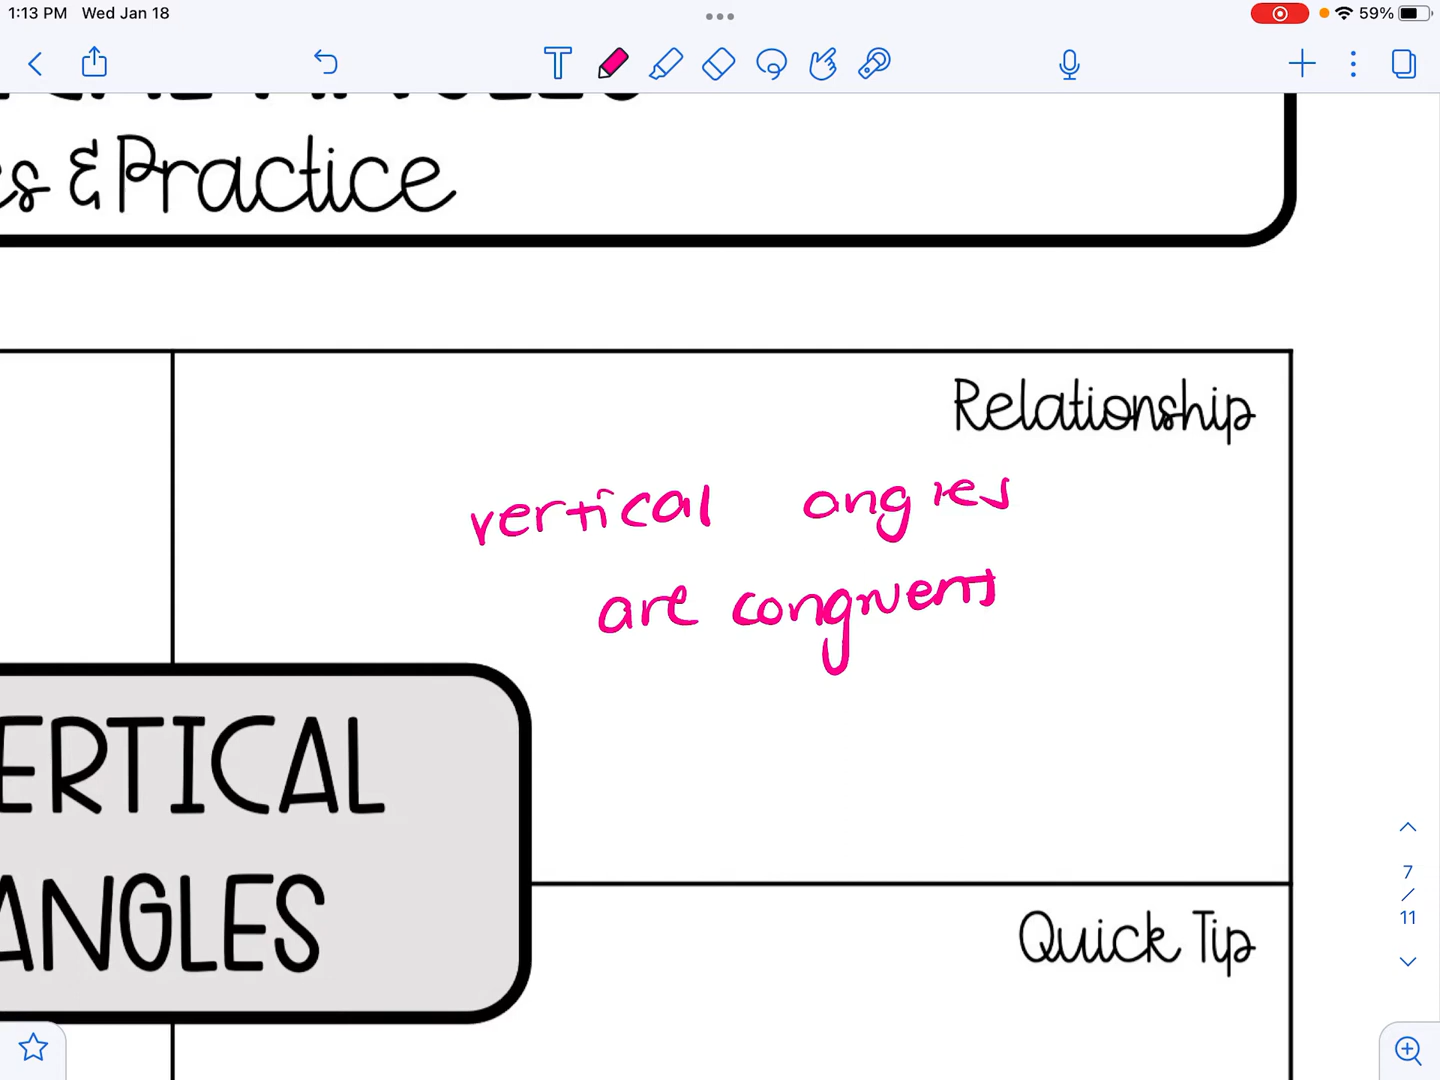 1:13 PM Wed Jan 18
59%
& Practice
Relationship
vertical angles
are congruent
ERTICAL
ANGLES
7
/
11
Quick Tip